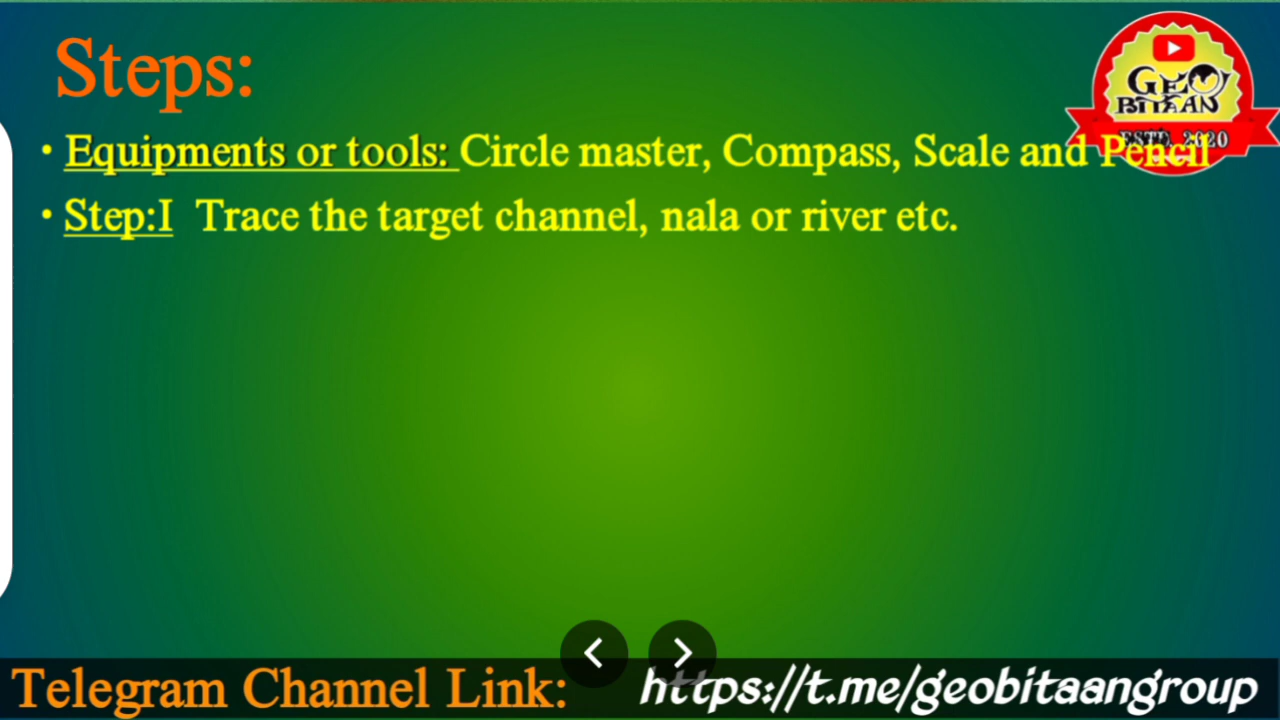 Steps:
GEO
BITAAN
ESTD. 2020
• Equipments or tools: Circle master, Compass, Scale and Pencil
• Step:I Trace the target channel, nala or river etc.
Telegram Channel Link: https://t.me/geobitaangroup